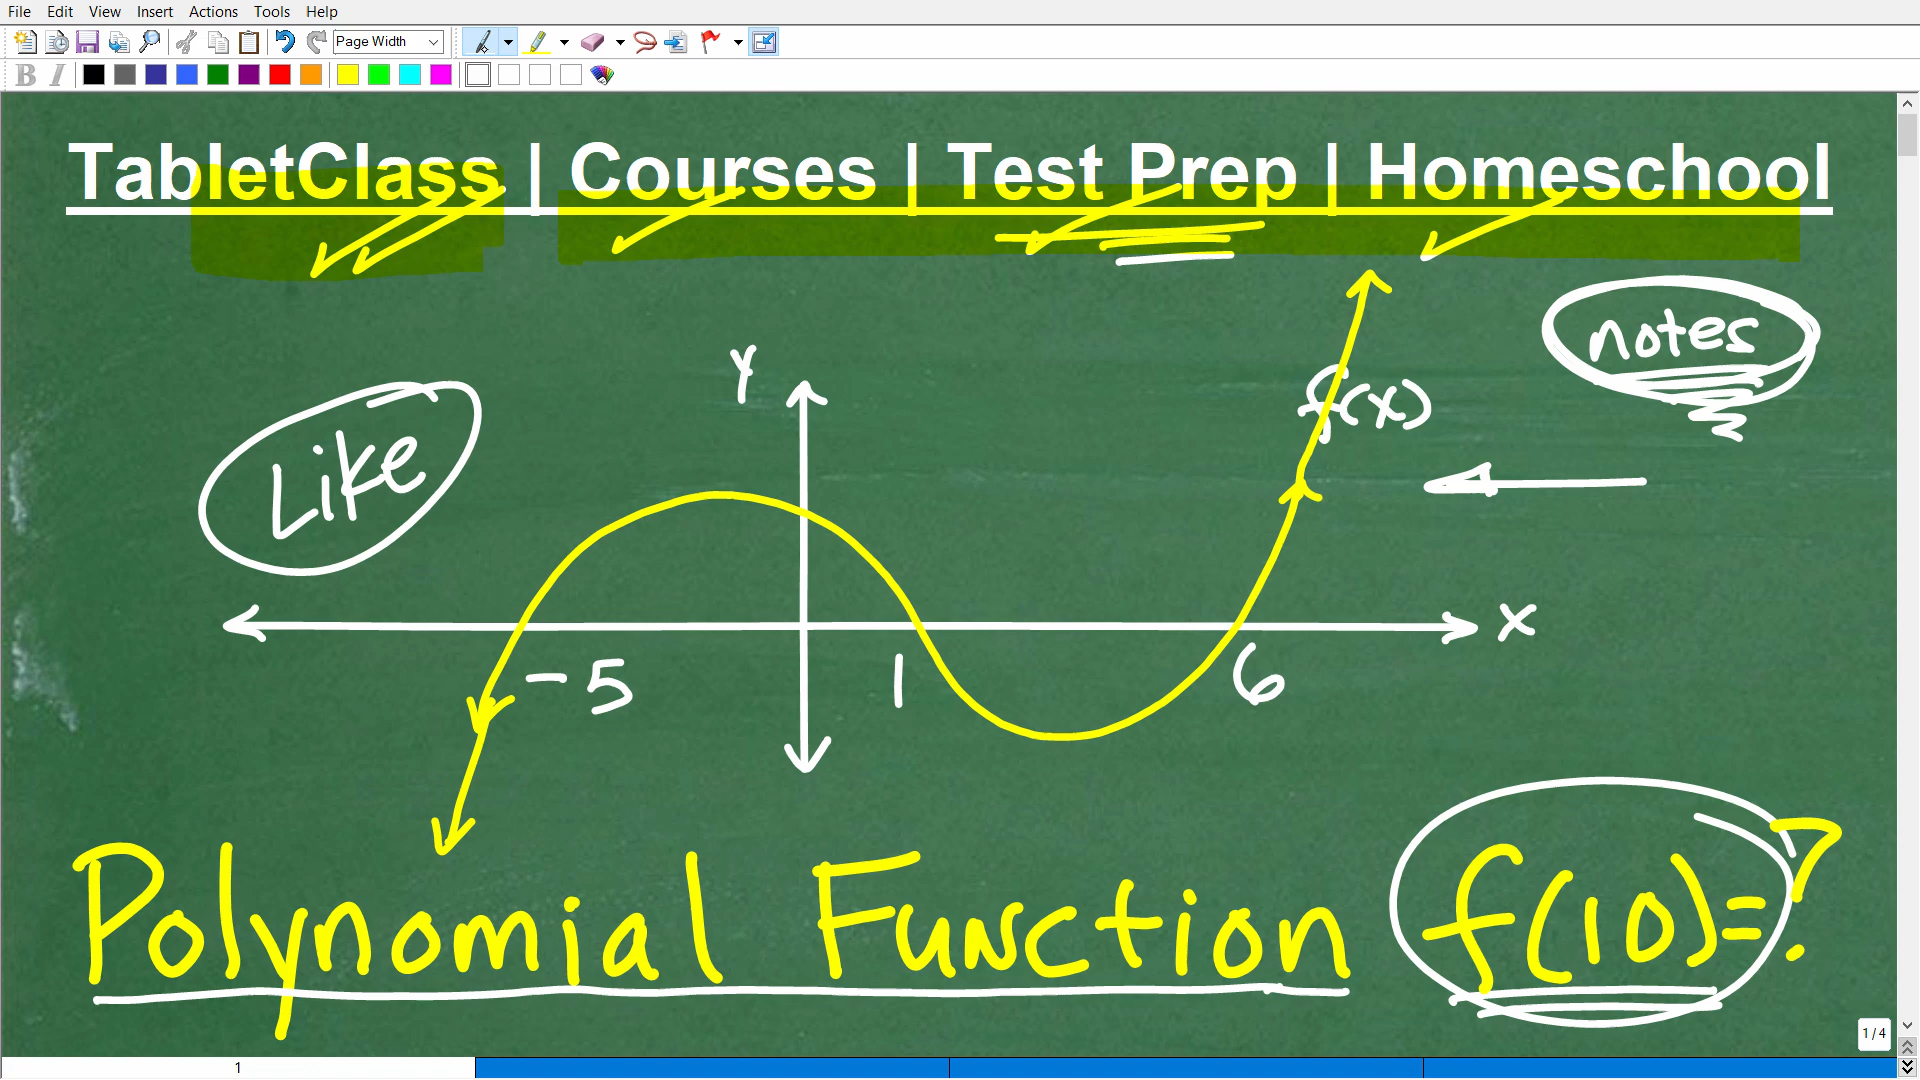 File Edit View Insert Actions Tools Help
Page Width
B I
TabletClass | Courses | Test Prep | Homeschool
notes
Y
f(x)
Like
x
-5 1 6
Polynomial Function f(10)=?
1 / 4
1